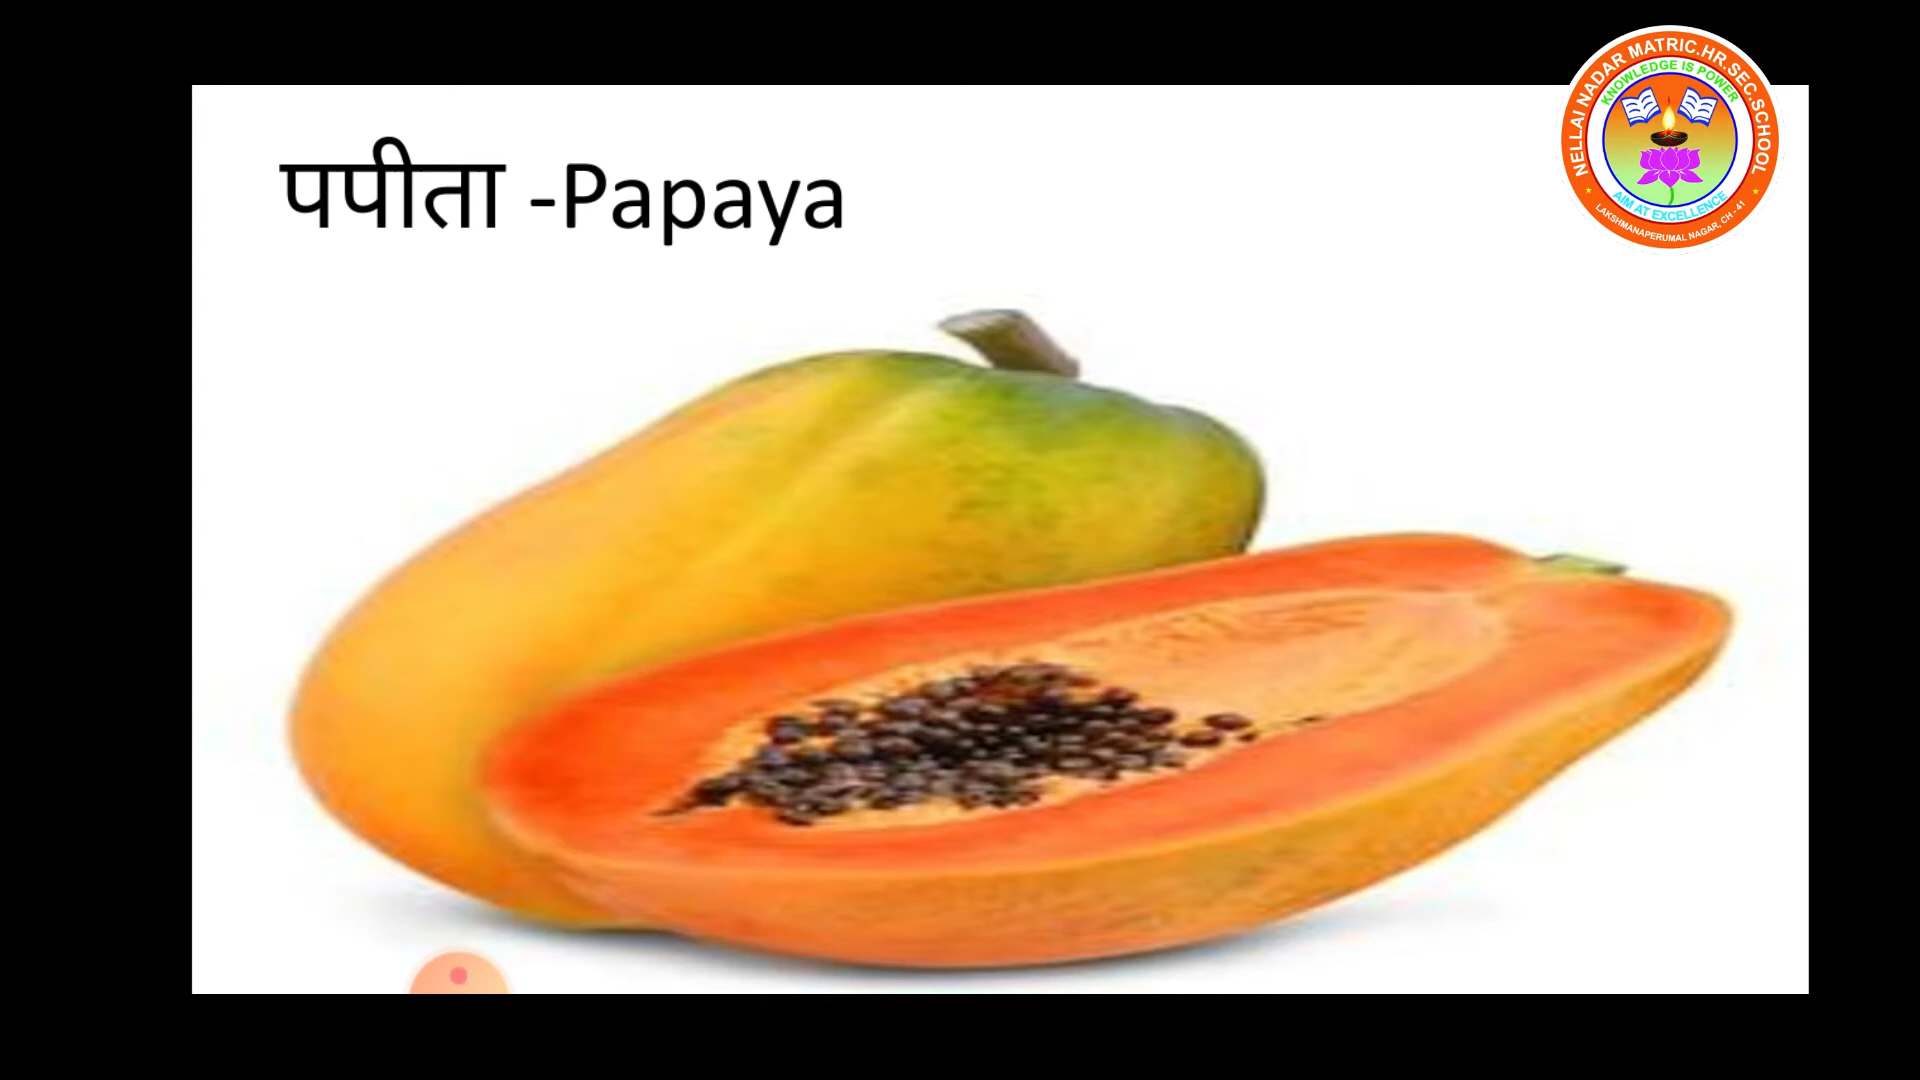 पपीता -Papaya
NELLAI NADAR MATRIC.HR.SEC.SCHOOL
KNOWLEDGE IS POWER
AIM AT EXCELLENCE
LAKSHMANAPERUMAL NAGAR, CH - 41